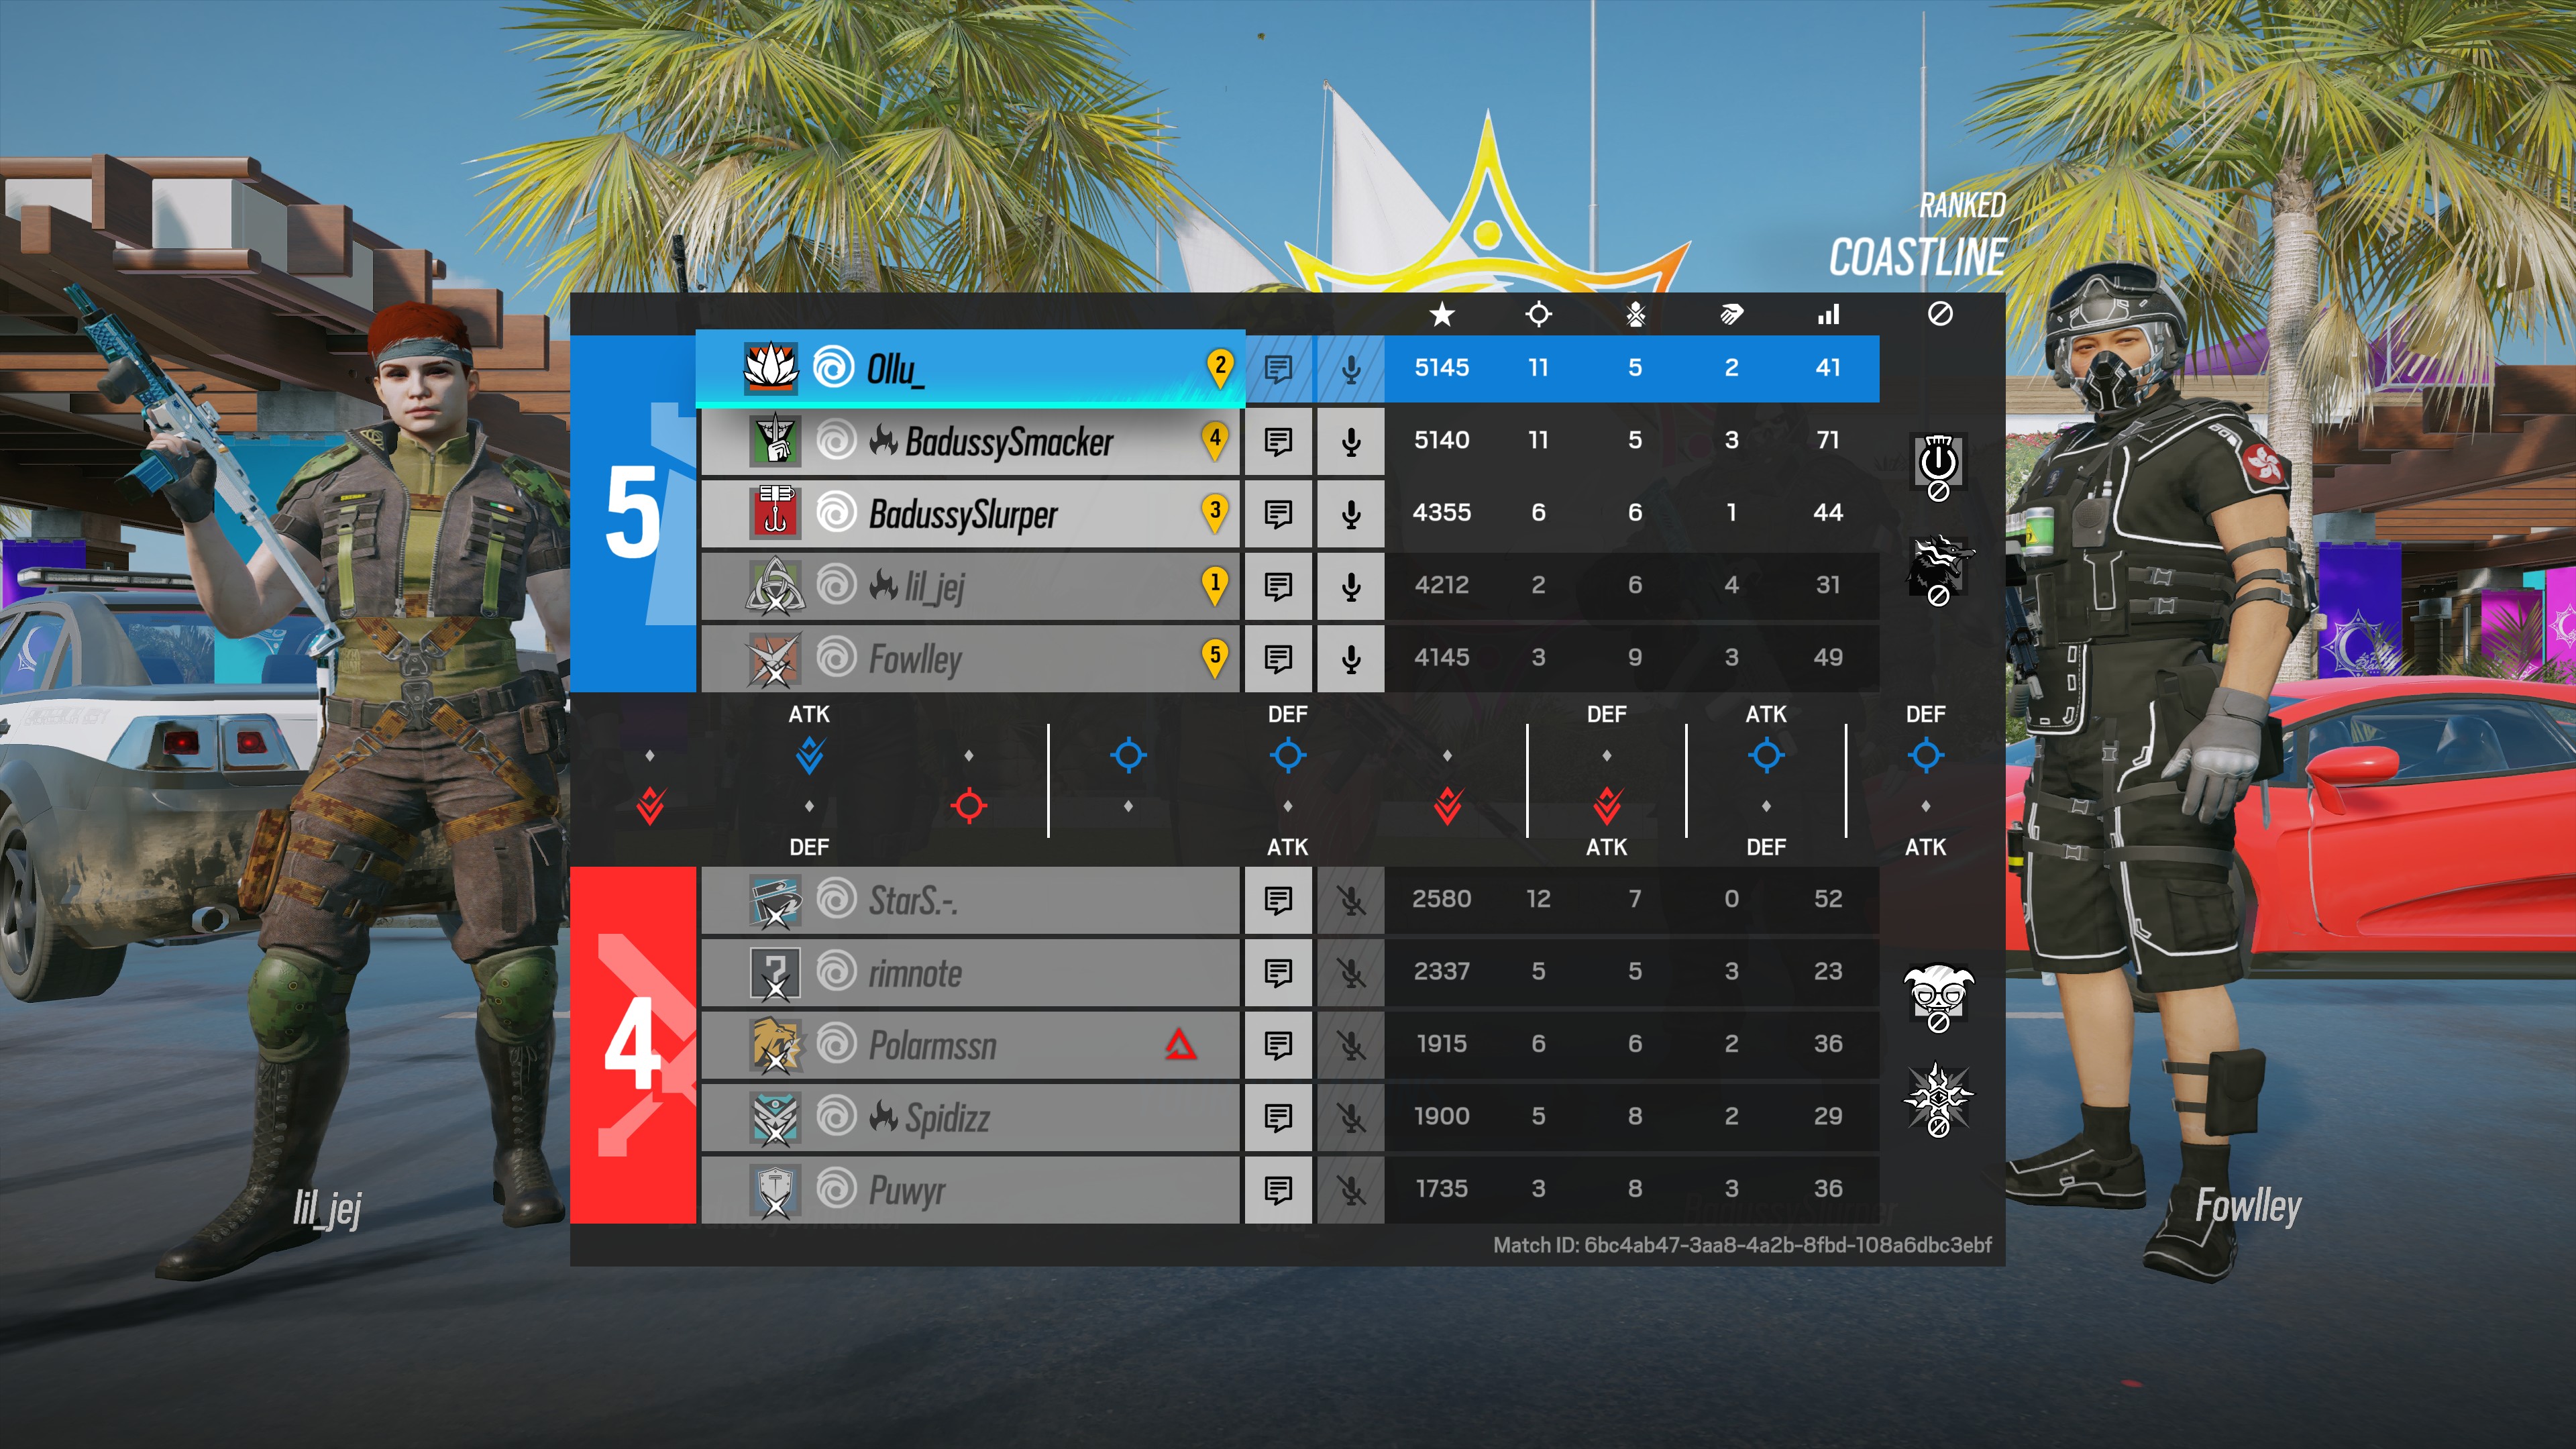 RANKED
COASTLINE
5
Ollu_ 2 5145 11 5 2 41
BadussySmacker 4 5140 11 5 3 71
BadussySlurper 3 4355 6 6 1 44
lil_jej 1 4212 2 6 4 31
Fowlley 5 4145 3 9 3 49
ATK DEF DEF ATK DEF
DEF ATK ATK DEF ATK
4
StarS.-. 2580 12 7 0 52
? rimnote 2337 5 5 3 23
Polarmssn 1915 6 6 2 36
Spidizz 1900 5 8 2 29
Puwyr 1735 3 8 3 36
Match ID: 6bc4ab47-3aa8-4a2b-8fbd-108a6dbc3ebf
lil_jej
BadussySlurper
Fowlley